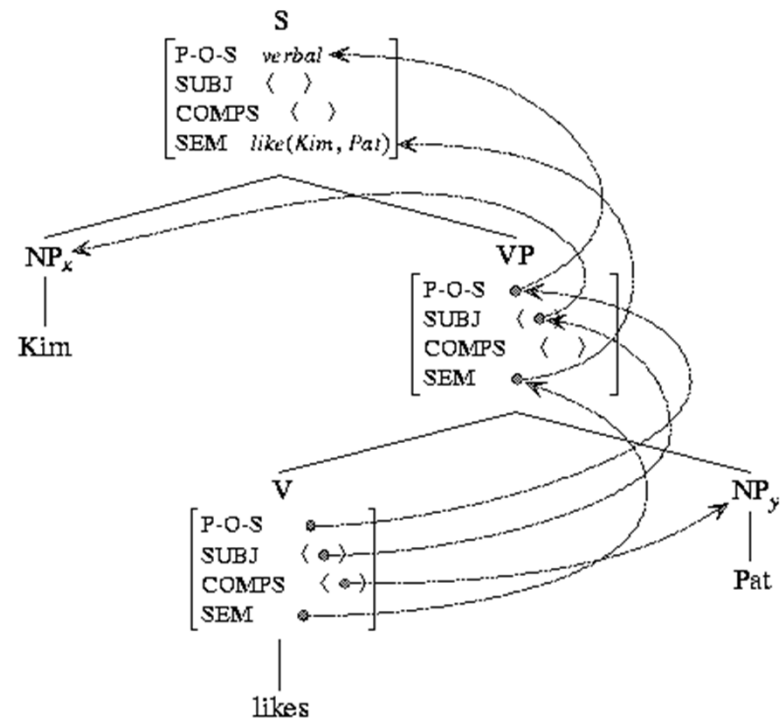 S
P-O-S verbal
SUBJ ⟨ ⟩
COMPS ⟨ ⟩
SEM like(Kim, Pat)
NPx VP
P-O-S
SUBJ ⟨ ⟩
COMPS ⟨ ⟩
SEM
Kim
V NPy
P-O-S
SUBJ ⟨ ⟩
COMPS ⟨ ⟩
SEM
Pat
likes